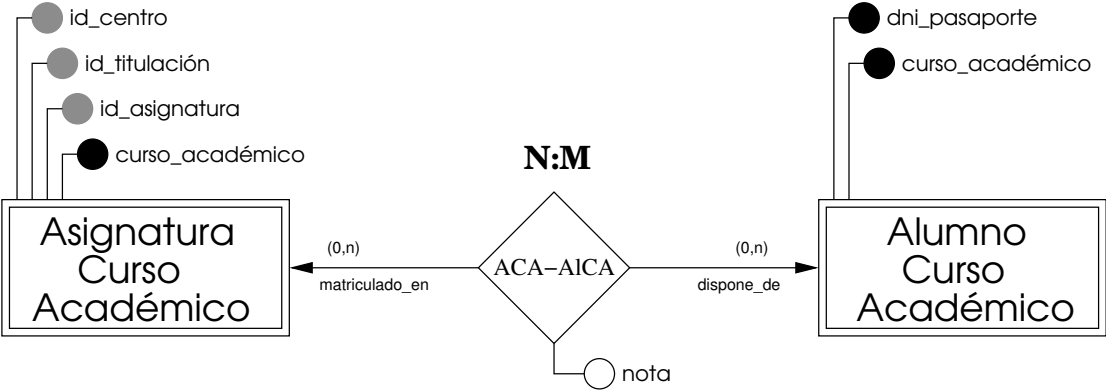 id_centro
id_titulación
id_asignatura
curso_académico
Asignatura
Curso
Académico
(0,n)
matriculado_en
N:M
ACA–AlCA
nota
(0,n)
dispone_de
dni_pasaporte
curso_académico
Alumno
Curso
Académico